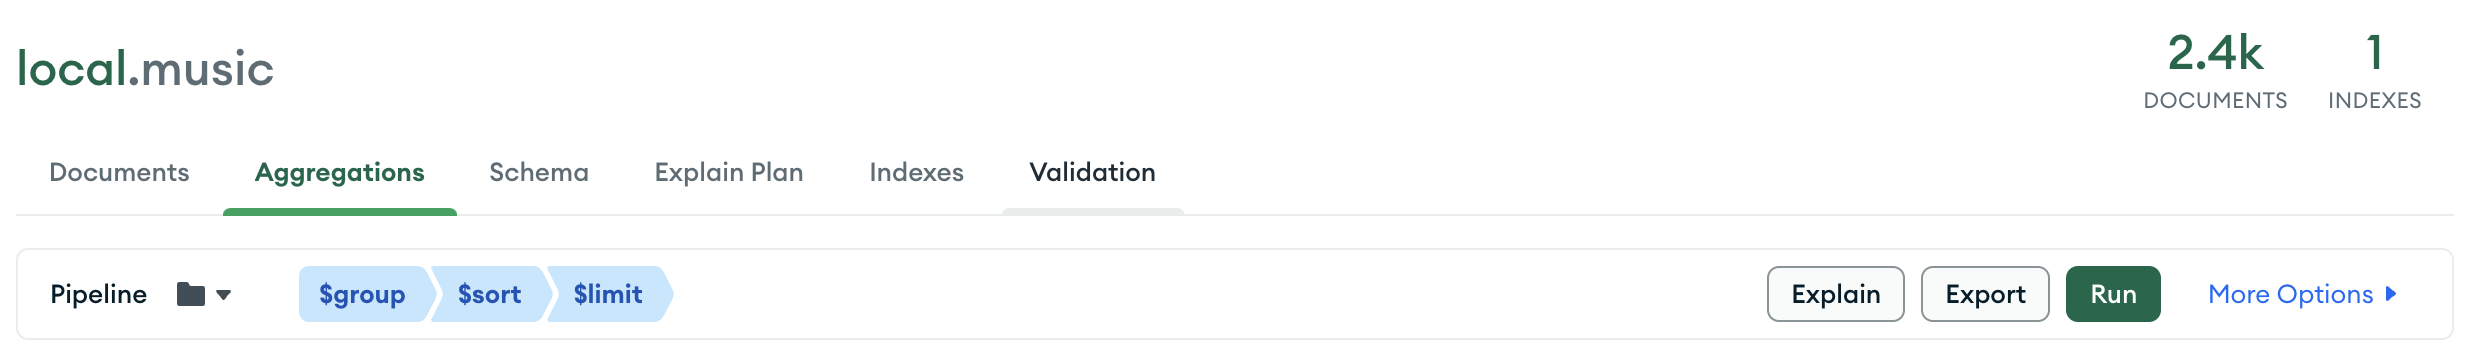 local.music
2.4k 1
DOCUMENTS INDEXES
Documents Aggregations Schema Explain Plan Indexes Validation
Pipeline $group $sort $limit Explain Export Run More Options